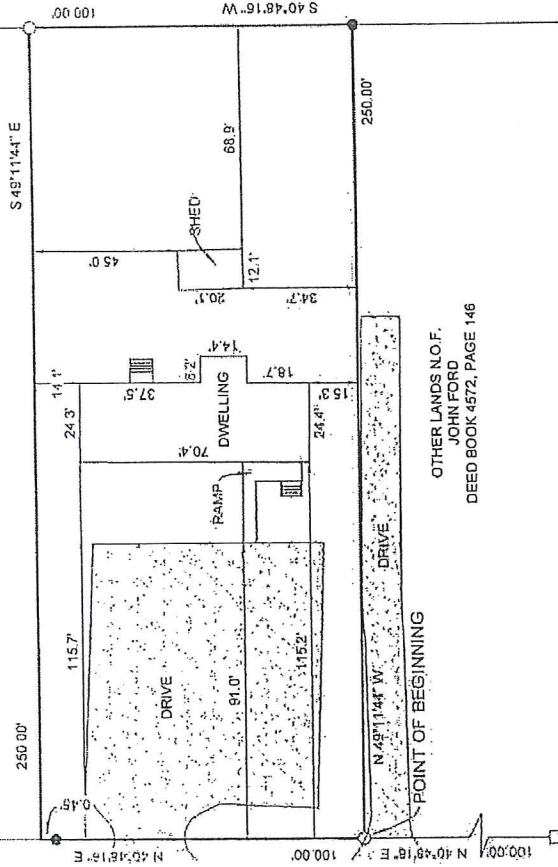 100.00'
S 40°48'16" W
S 49°11'44" E
250.00'
68.9'
SHED
45.0'
12.1'
20.1'
34.7'
14.1'
24.3'
37.5'
6.2'
14.4'
18.7'
DWELLING
70.4'
24.4'
15.3'
RAMP
115.7'
DRIVE
91.0'
115.2'
250.00'
0.45'
N 40°48'16" E
100.00'
N 49°11'44" W
DRIVE
POINT OF BEGINNING
OTHER LANDS N.O.F.
JOHN FORD
DEED BOOK 4572, PAGE 146
N 40°48'16" E
100.00'